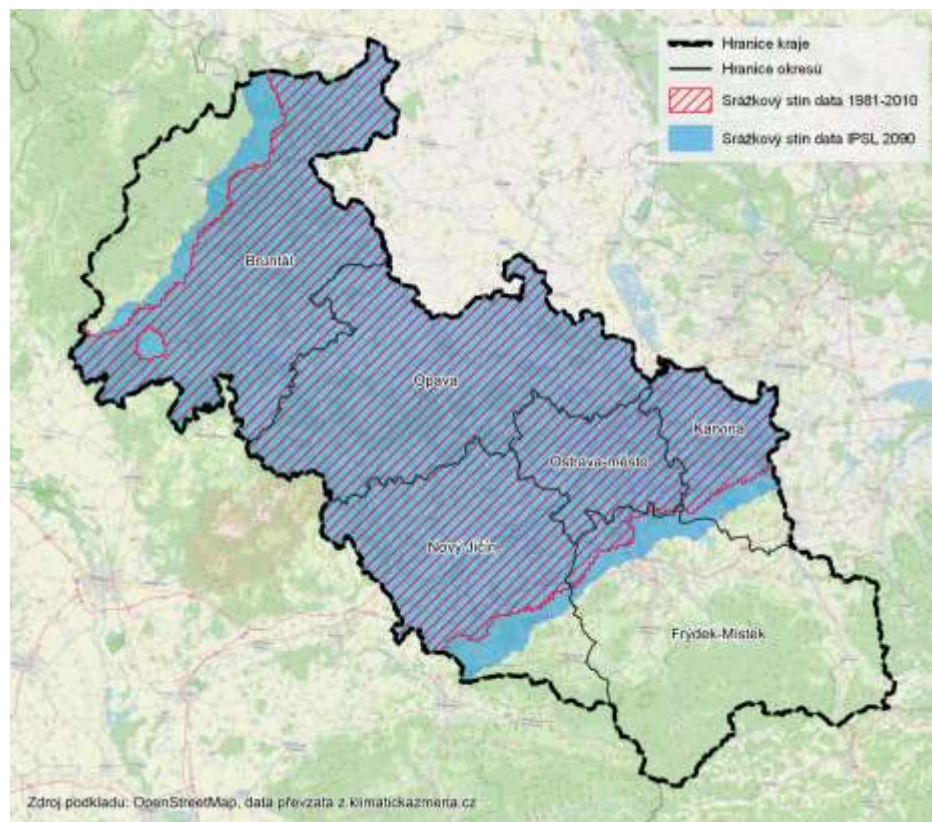 Hranice kraje
Hranice okresů
Srážkový stín data 1981-2010
Srážkový stín data IPSL 2090
Bruntál
Opava
Karviná
Ostrava-město
Nový Jičín
Frýdek-Místek
Zdroj podkladu: OpenStreetMap, data převzata z klimatickazmena.cz